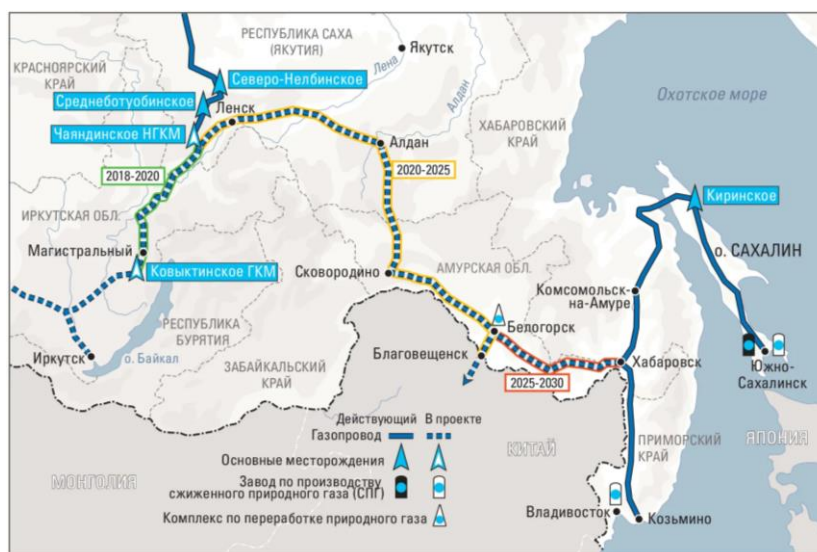 РЕСПУБЛИКА САХА
(ЯКУТИЯ)
Якутск
Лена
КРАСНОЯРСКИЙ
КРАЙ
Северо-Нелбинское
Среднеботуобинское
Ленск
Алдан
Охотское море
Чаяндинское НГКМ
ХАБАРОВСКИЙ
КРАЙ
Алдан
2018-2020
2020-2025
Киринское
ИРКУТСКАЯ ОБЛ.
Магистральный
о. САХАЛИН
Ковыктинское ГКМ
Сковородино
АМУРСКАЯ ОБЛ.
Комсомольск-
на-Амуре
РЕСПУБЛИКА
БУРЯТИЯ
Белогорск
Иркутск
о. Байкал
ЗАБАЙКАЛЬСКИЙ
КРАЙ
Благовещенск
Хабаровск
Южно-
Сахалинск
2025-2030
Действующий
В проекте
Газопровод
КИТАЙ
ПРИМОРСКИЙ
КРАЙ
ЯПОНИЯ
Основные месторождения
МОНГОЛИЯ
Завод по производству
сжиженного природного газа (СПГ)
Комплекс по переработке природного газа
Владивосток
Козьмино